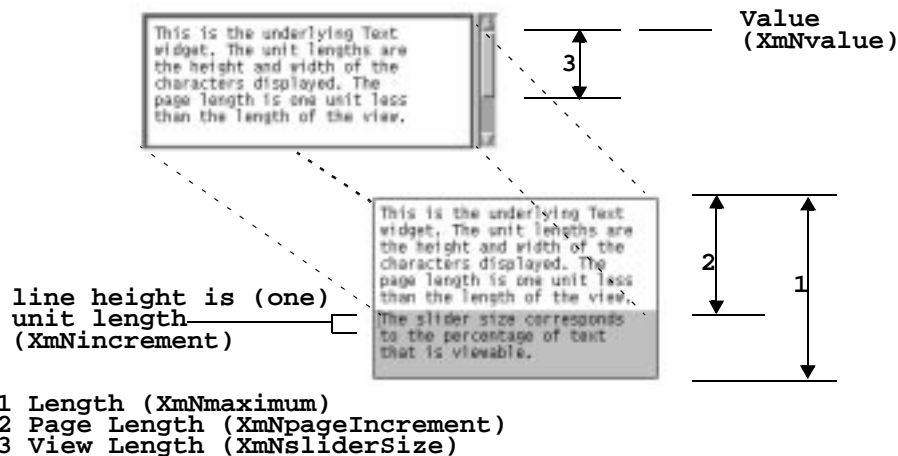 This is the underlying Text
widget. The unit lengths are
the height and width of the
characters displayed. The
page length is one unit less
than the length of the view.
Value
(XmNvalue)
3
This is the underlying Text
widget. The unit lengths are
the height and width of the
characters displayed. The
page length is one unit less
than the length of the view.
The slider size corresponds
to the percentage of text
that is viewable.
2
1
line height is (one)
unit length
(XmNincrement)
1 Length (XmNmaximum)
2 Page Length (XmNpageIncrement)
3 View Length (XmNsliderSize)